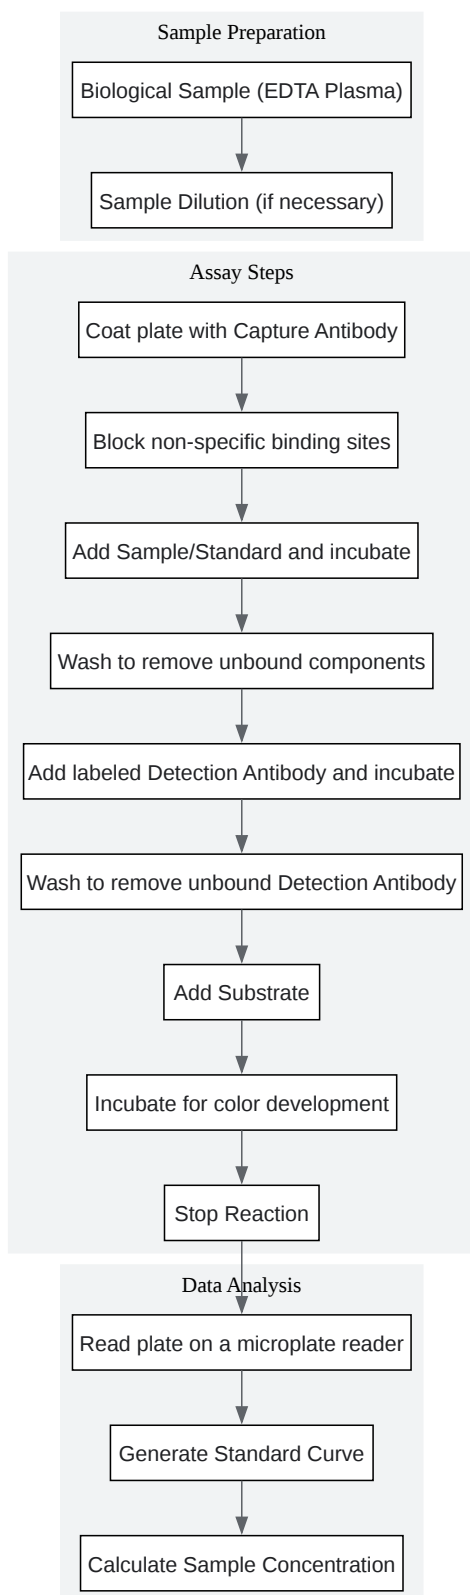 Sample Preparation
Biological Sample (EDTA Plasma)
Sample Dilution (if necessary)
Assay Steps
Coat plate with Capture Antibody
Block non-specific binding sites
Add Sample/Standard and incubate
Wash to remove unbound components
Add labeled Detection Antibody and incubate
Wash to remove unbound Detection Antibody
Add Substrate
Incubate for color development
Stop Reaction
Data Analysis
Read plate on a microplate reader
Generate Standard Curve
Calculate Sample Concentration